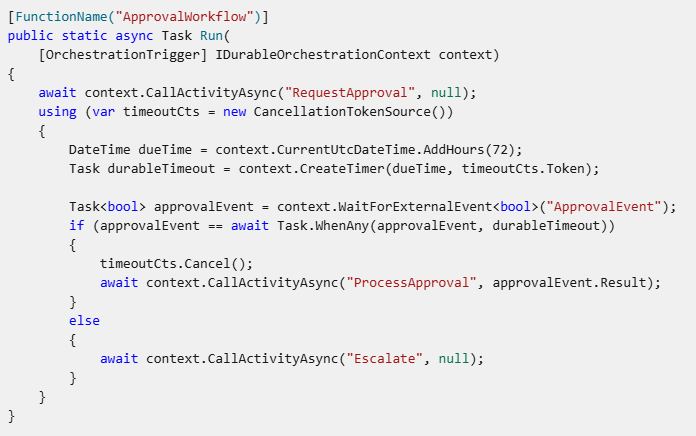 [FunctionName("ApprovalWorkflow")]
public static async Task Run(
    [OrchestrationTrigger] IDurableOrchestrationContext context)
{
    await context.CallActivityAsync("RequestApproval", null);
    using (var timeoutCts = new CancellationTokenSource())
    {
        DateTime dueTime = context.CurrentUtcDateTime.AddHours(72);
        Task durableTimeout = context.CreateTimer(dueTime, timeoutCts.Token);

        Task<bool> approvalEvent = context.WaitForExternalEvent<bool>("ApprovalEvent");
        if (approvalEvent == await Task.WhenAny(approvalEvent, durableTimeout))
        {
            timeoutCts.Cancel();
            await context.CallActivityAsync("ProcessApproval", approvalEvent.Result);
        }
        else
        {
            await context.CallActivityAsync("Escalate", null);
        }
    }
}